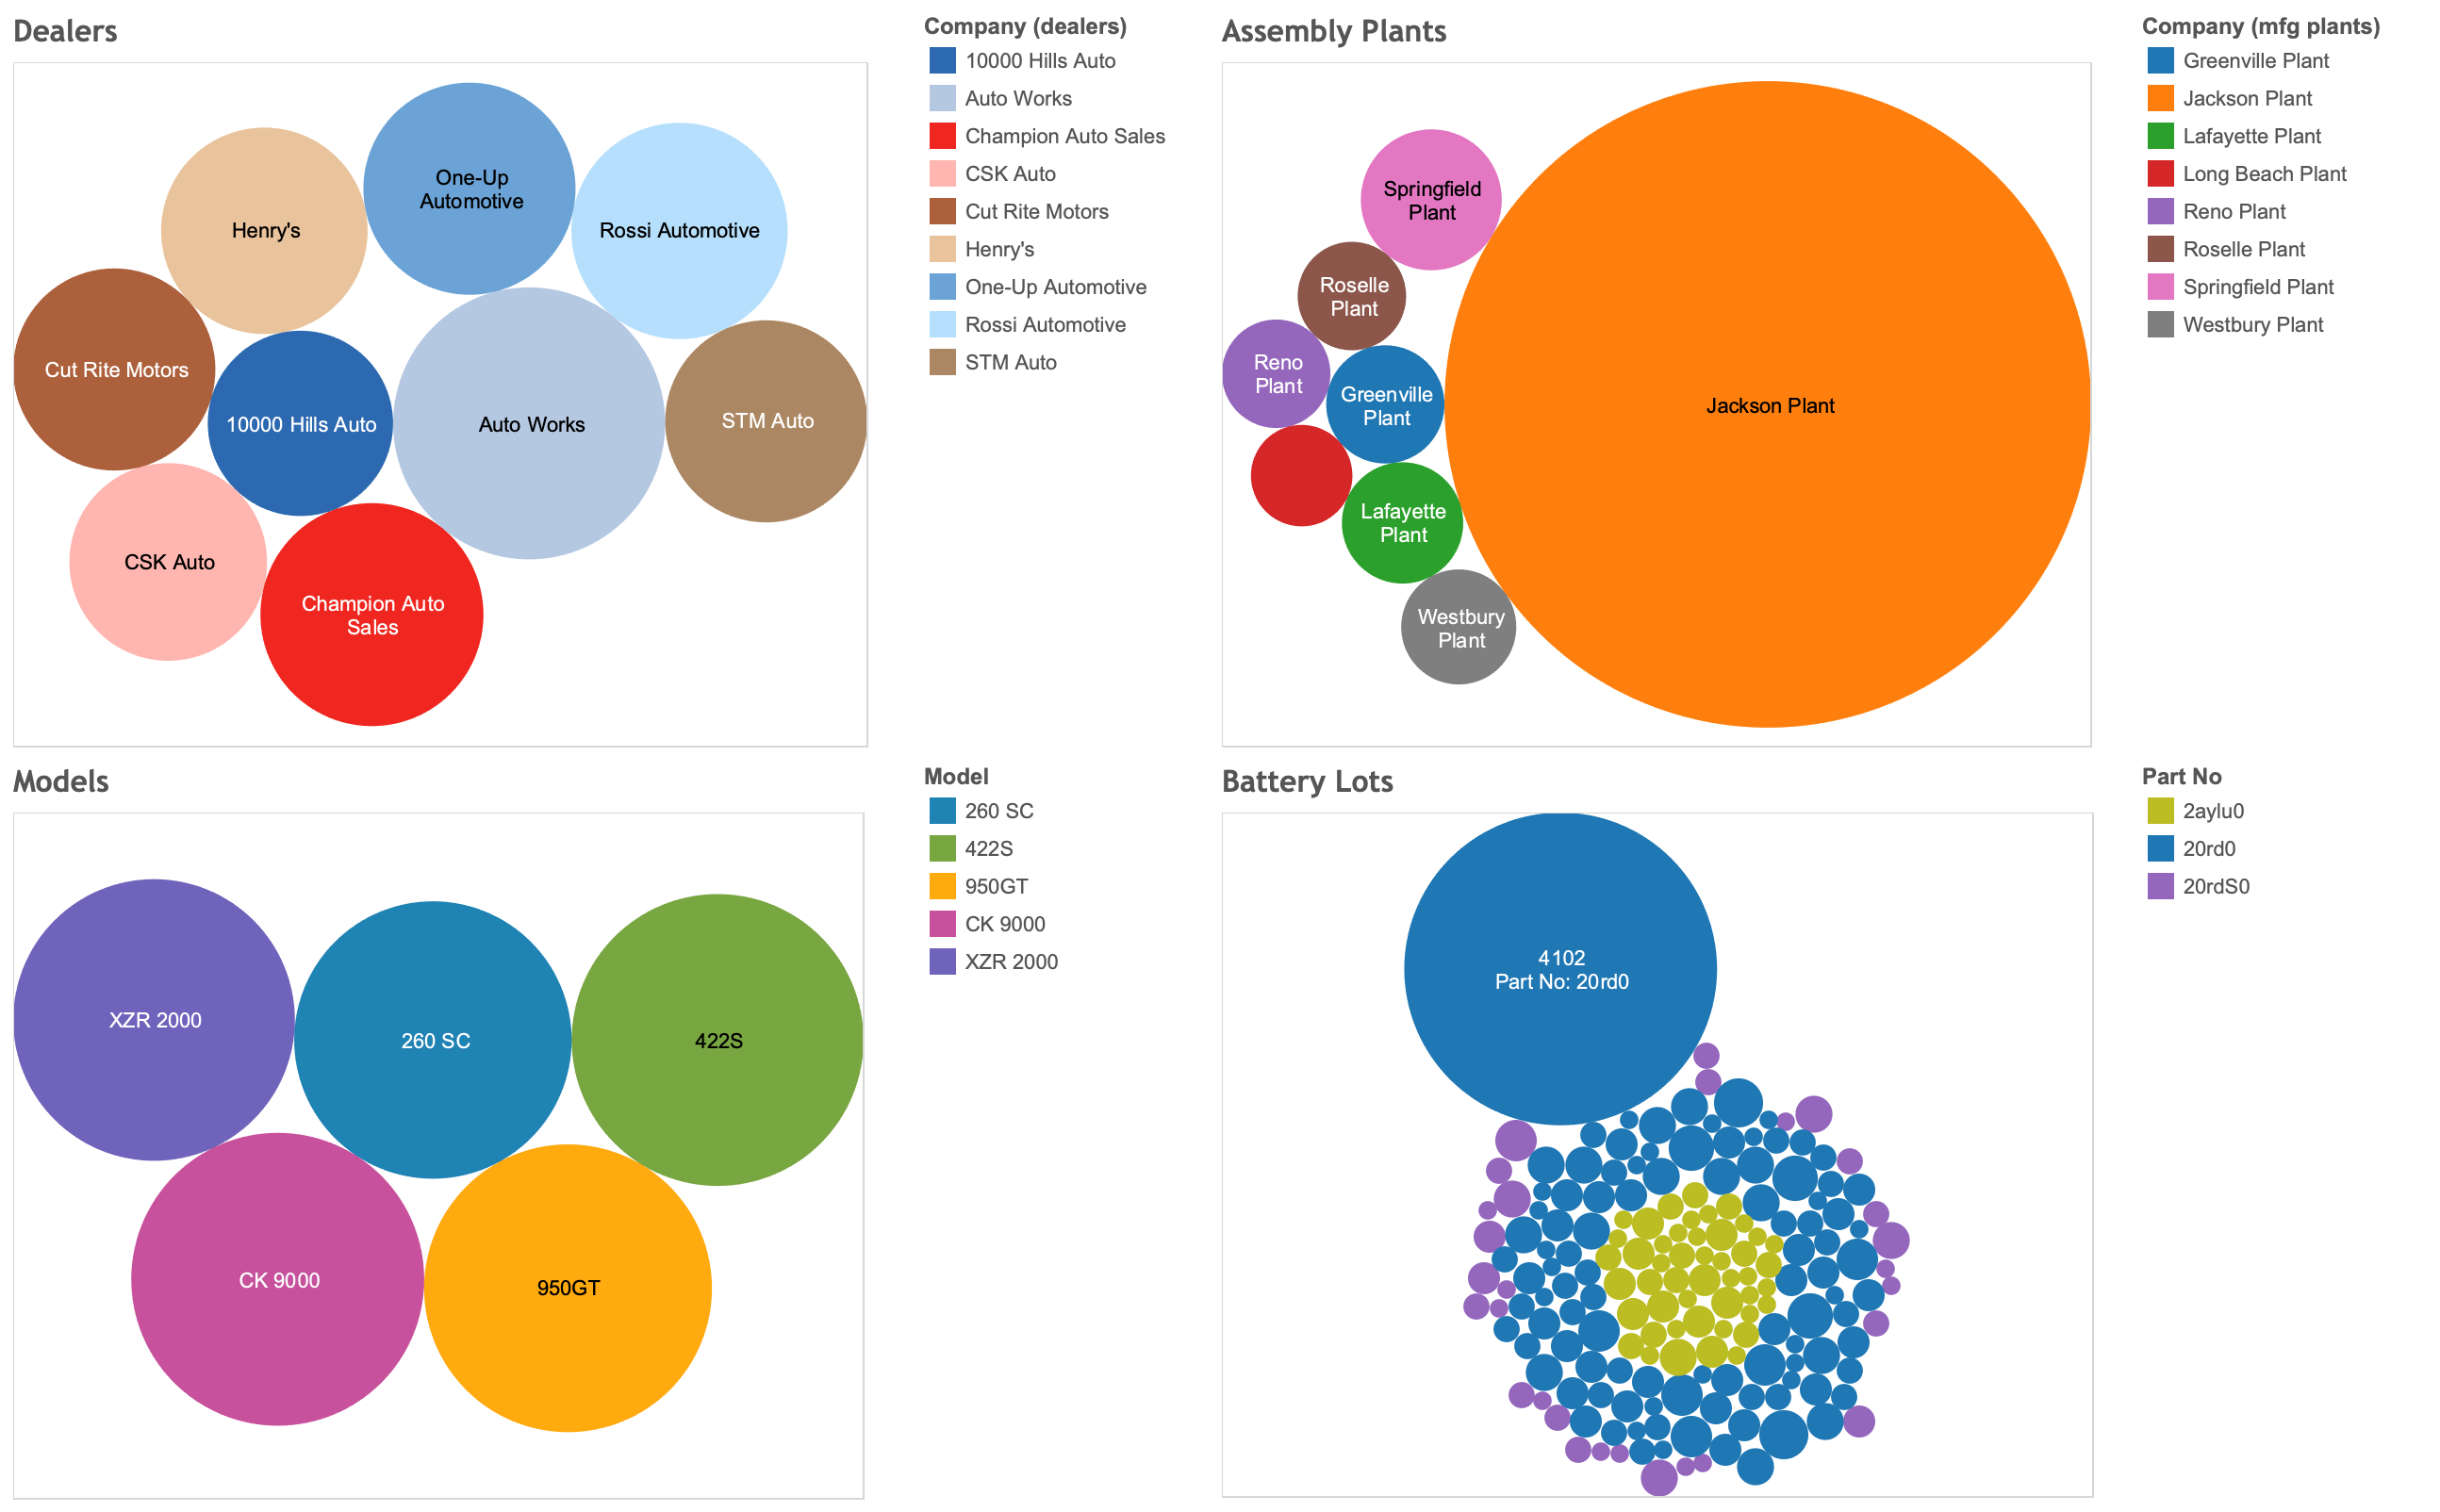 Dealers
Henry's
One-Up
Automotive
Rossi Automotive
Cut Rite Motors
10000 Hills Auto
Auto Works
STM Auto
CSK Auto
Champion Auto
Sales
Company (dealers)
10000 Hills Auto
Auto Works
Champion Auto Sales
CSK Auto
Cut Rite Motors
Henry's
One-Up Automotive
Rossi Automotive
STM Auto
Assembly Plants
Springfield
Plant
Roselle
Plant
Reno
Plant
Greenville
Plant
Jackson Plant
Lafayette
Plant
Westbury
Plant
Company (mfg plants)
Greenville Plant
Jackson Plant
Lafayette Plant
Long Beach Plant
Reno Plant
Roselle Plant
Springfield Plant
Westbury Plant
Models
XZR 2000
260 SC
422S
CK 9000
950GT
Model
260 SC
422S
950GT
CK 9000
XZR 2000
Battery Lots
4102
Part No: 20rd0
Part No
2aylu0
20rd0
20rdS0